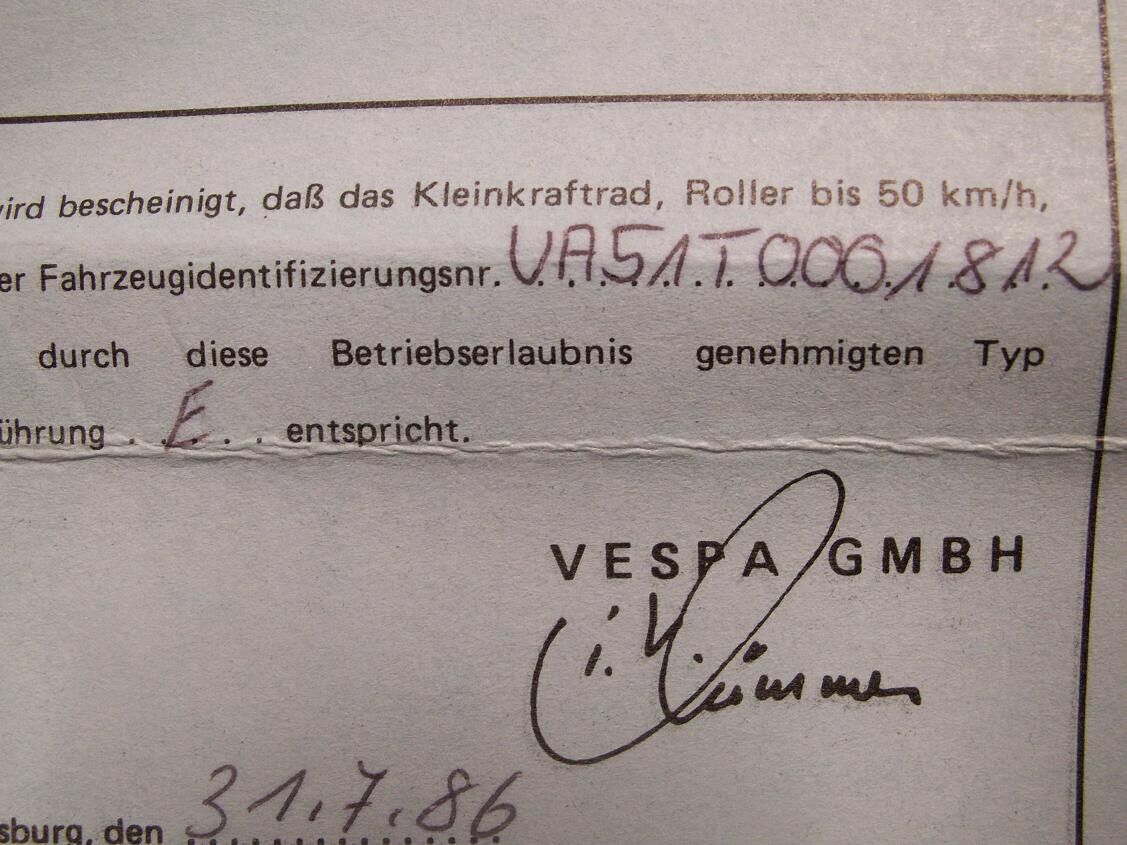 wird bescheinigt, daß das Kleinkraftrad, Roller bis 50 km/h,
er Fahrzeugidentifizierungsnr. VA51T0001812
durch diese Betriebserlaubnis genehmigten Typ
ührung . E . . entspricht.
VESPA GMBH
i. V.
sburg, den 31.7.86